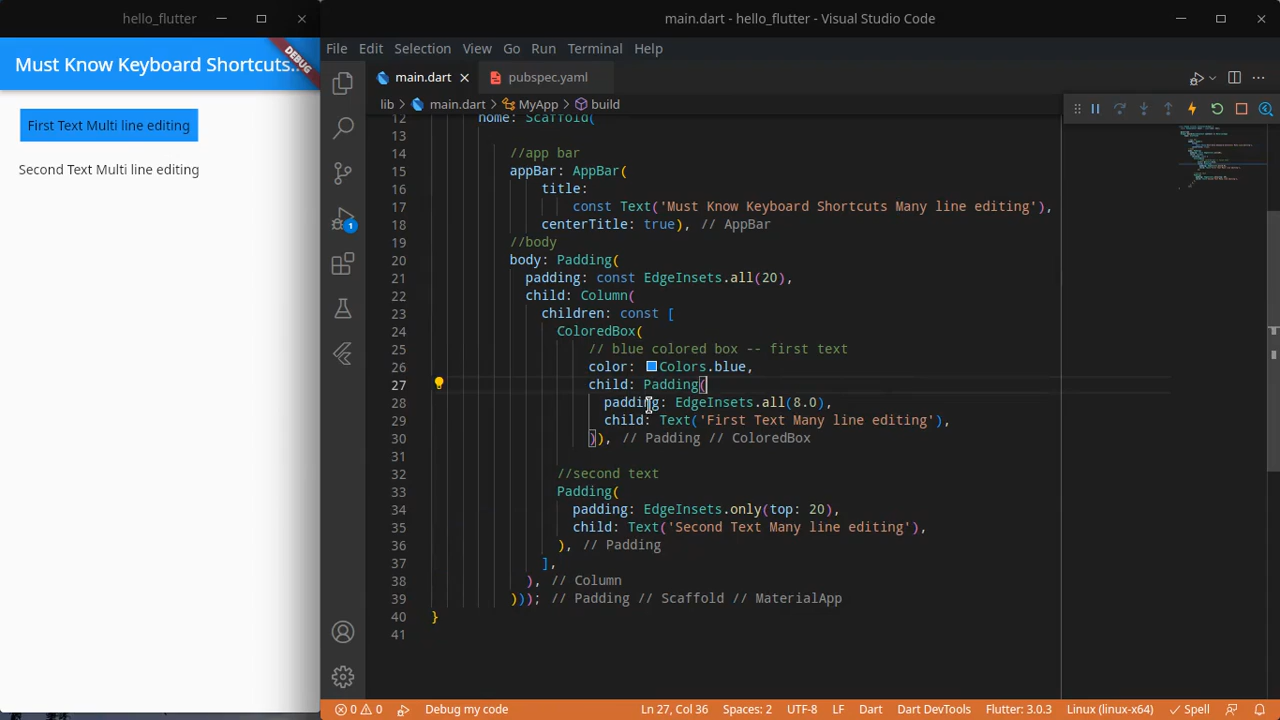 hello_flutter
Must Know Keyboard Shortcuts...
DEBUG
First Text Multi line editing
Second Text Multi line editing
main.dart - hello_flutter - Visual Studio Code
File Edit Selection View Go Run Terminal Help
main.dart pubspec.yaml
lib > main.dart > MyApp > build
1
12 home: Scaffold(
13
14 //app bar
15 appBar: AppBar(
16 title:
17 const Text('Must Know Keyboard Shortcuts Many line editing'),
18 centerTitle: true), // AppBar
19 //body
20 body: Padding(
21 padding: const EdgeInsets.all(20),
22 child: Column(
23 children: const [
24 ColoredBox(
25 // blue colored box -- first text
26 color: Colors.blue,
27 child: Padding(
28 padding: EdgeInsets.all(8.0),
29 child: Text('First Text Many line editing'),
30 )), // Padding // ColoredBox
31
32 //second text
33 Padding(
34 padding: EdgeInsets.only(top: 20),
35 child: Text('Second Text Many line editing'),
36 ), // Padding
37 ],
38 ), // Column
39 ))); // Padding // Scaffold // MaterialApp
40 }
41
0 0 Debug my code Ln 27, Col 36 Spaces: 2 UTF-8 LF Dart Dart DevTools Flutter: 3.0.3 Linux (linux-x64) Spell